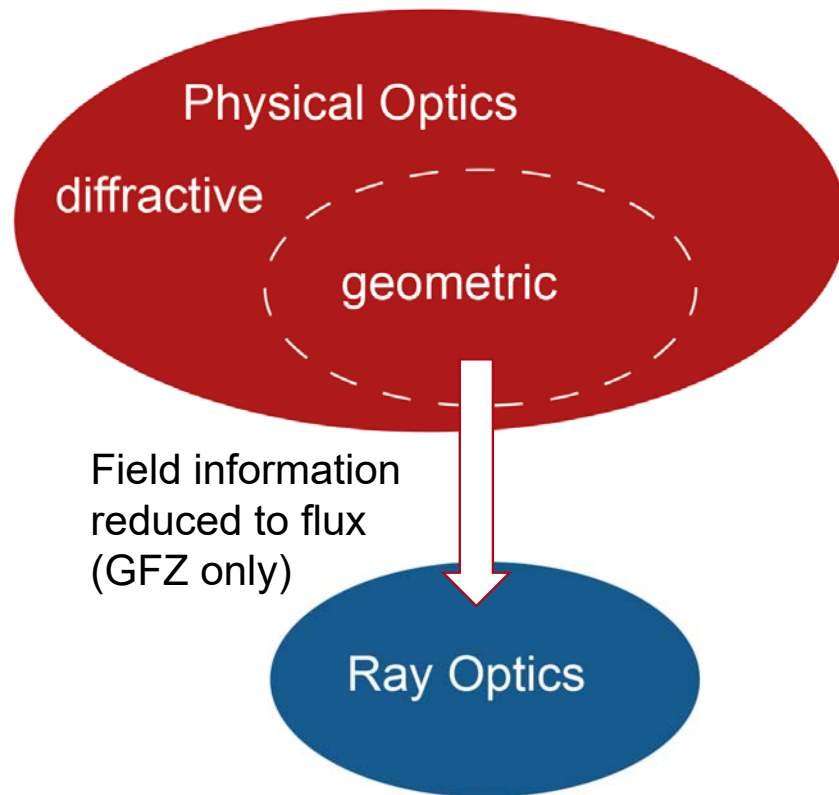 Physical Optics
diffractive
geometric
Field information
reduced to flux
(GFZ only)
Ray Optics